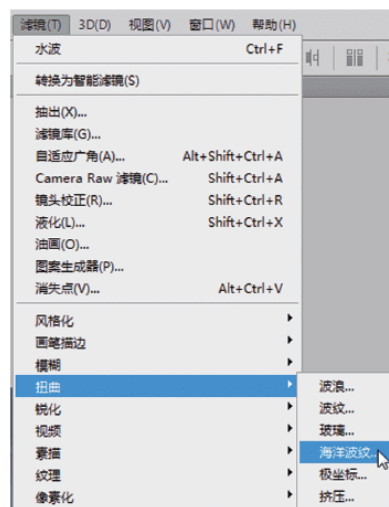 滤镜(T) 3D(D) 视图(V) 窗口(W) 帮助(H)
水波 Ctrl+F
转换为智能滤镜(S)
抽出(X)...
滤镜库(G)...
自适应广角(A)... Alt+Shift+Ctrl+A
Camera Raw 滤镜(C)... Shift+Ctrl+A
镜头校正(R)... Shift+Ctrl+R
液化(L)... Shift+Ctrl+X
油画(O)...
图案生成器(P)...
消失点(V)... Alt+Ctrl+V
风格化
画笔描边
模糊
扭曲
锐化
视频
素描
纹理
像素化
波浪...
波纹...
玻璃...
海洋波纹...
极坐标...
挤压...